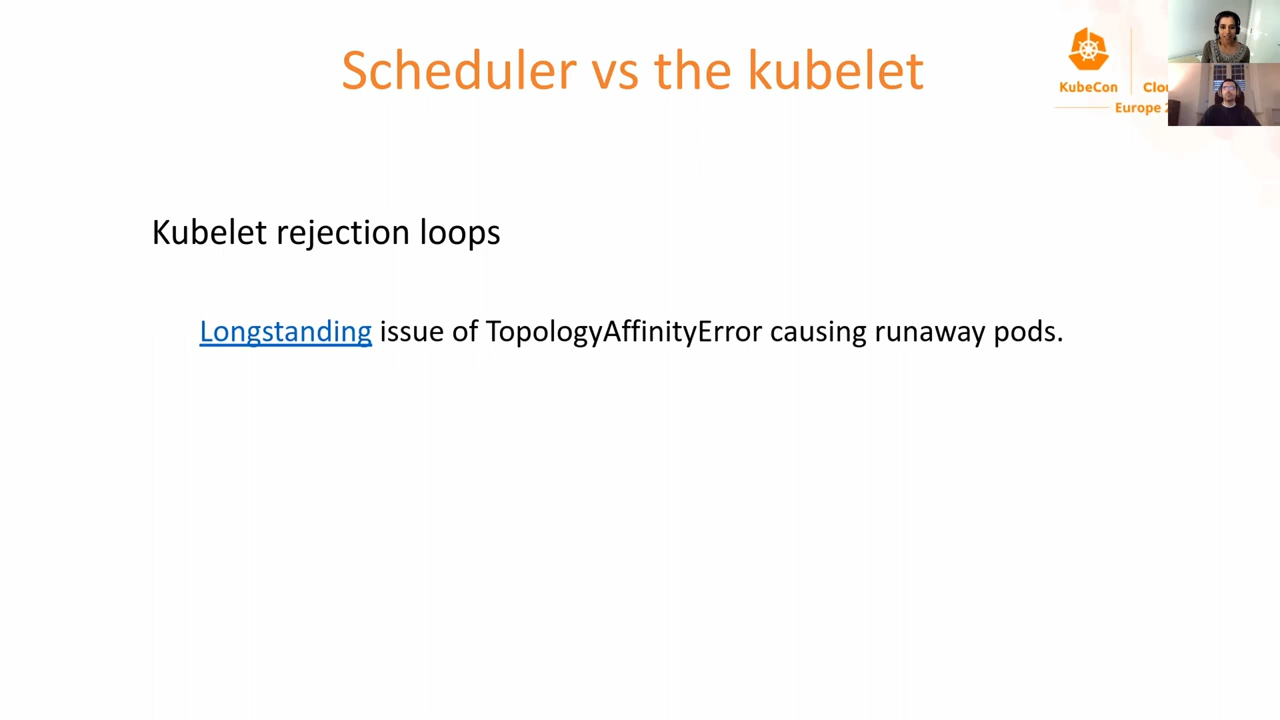 Scheduler vs the kubelet
KubeCon
Europe
Kubelet rejection loops
Longstanding issue of TopologyAffinityError causing runaway pods.